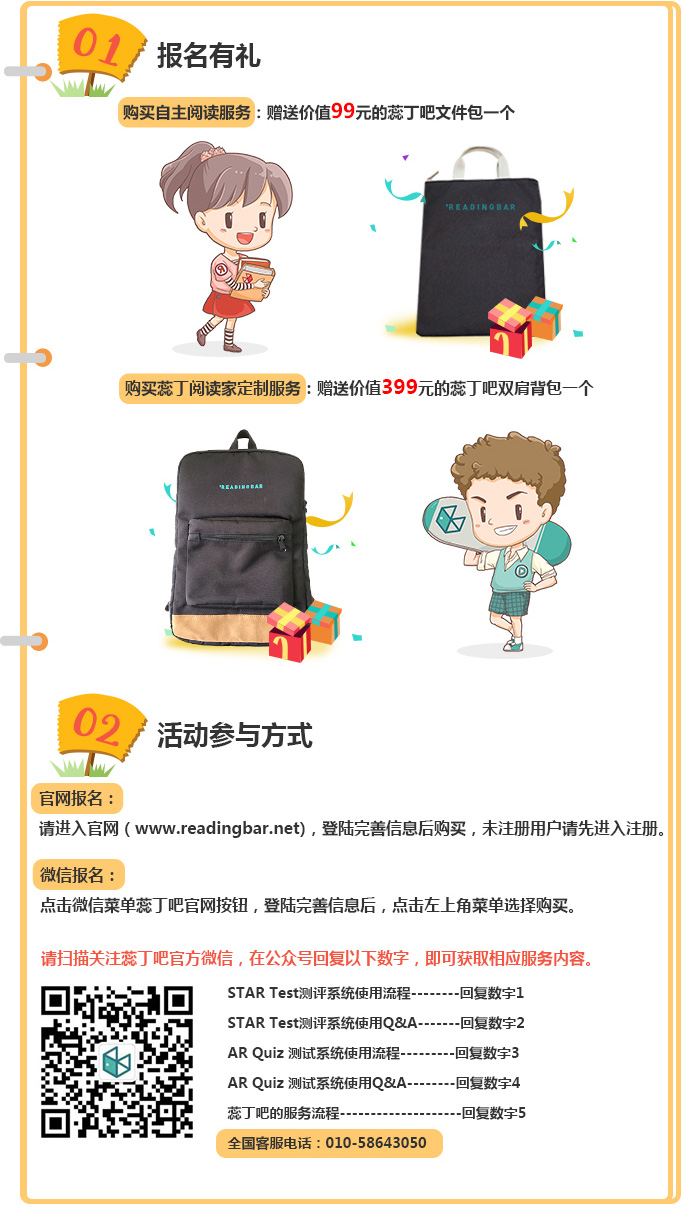 01
报名有礼
购买自主阅读服务：赠送价值99元的蕊丁吧文件包一个
READINGBAR
购买蕊丁阅读家定制服务：赠送价值399元的蕊丁吧双肩背包一个
READINGBAR
02
活动参与方式
官网报名：
请进入官网（www.readingbar.net)，登陆完善信息后购买，未注册用户请先进入注册。
微信报名：
点击微信菜单蕊丁吧官网按钮，登陆完善信息后，点击左上角菜单选择购买。
请扫描关注蕊丁吧官方微信，在公众号回复以下数字，即可获取相应服务内容。
STAR Test测评系统使用流程--------回复数字1
STAR Test测评系统使用Q&A-------回复数字2
AR Quiz 测试系统使用流程---------回复数字3
AR Quiz 测试系统使用Q&A--------回复数字4
蕊丁吧的服务流程--------------------回复数字5
全国客服电话：010-58643050